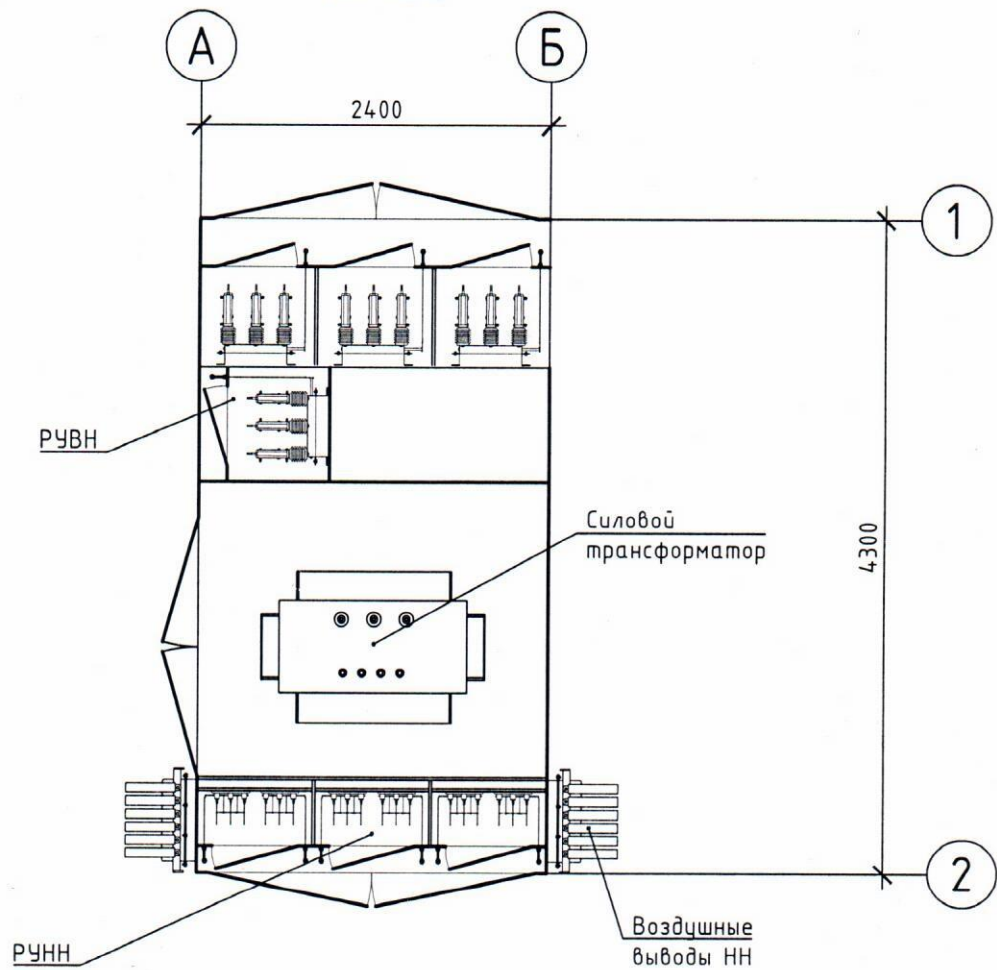 А
Б
2400
1
РУВН
Силовой
трансформатор
4300
2
РУНН
Воздушные
выводы НН